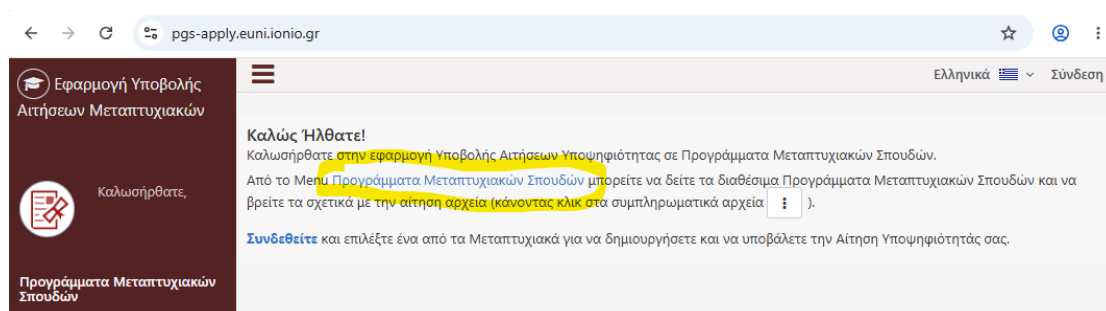 pgs-apply.euni.ionio.gr
Εφαρμογή Υποβολής
Αιτήσεων Μεταπτυχιακών
Ελληνικά Σύνδεση
Καλώς Ήλθατε!
Καλωσήρθατε στην εφαρμογή Υποβολής Αιτήσεων Υποψηφιότητας σε Προγράμματα Μεταπτυχιακών Σπουδών.
Από το Menu Προγράμματα Μεταπτυχιακών Σπουδών μπορείτε να δείτε τα διαθέσιμα Προγράμματα Μεταπτυχιακών Σπουδών και να
βρείτε τα σχετικά με την αίτηση αρχεία (κάνοντας κλικ στα συμπληρωματικά αρχεία ⋮ ).
Συνδεθείτε και επιλέξτε ένα από τα Μεταπτυχιακά για να δημιουργήσετε και να υποβάλετε την Αίτηση Υποψηφιότητάς σας.
Καλωσήρθατε,
Προγράμματα Μεταπτυχιακών
Σπουδών